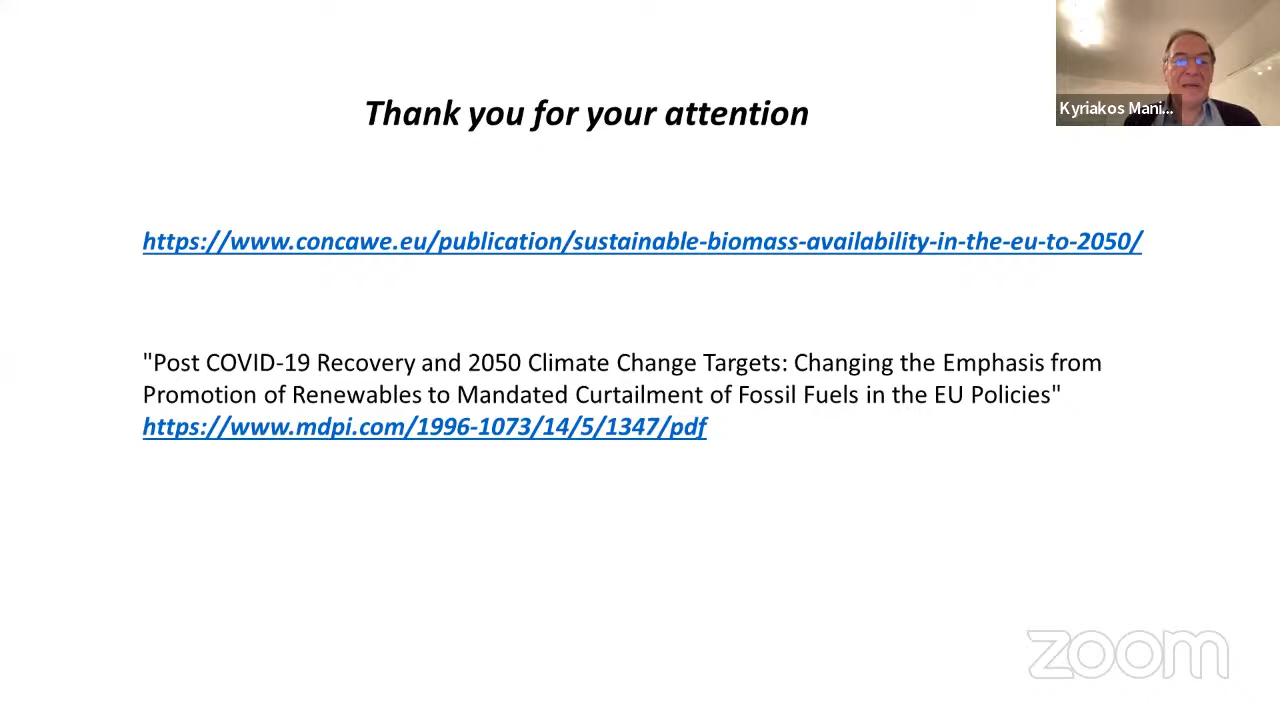 Thank you for your attention
Kyriakos Mani...
https://www.concawe.eu/publication/sustainable-biomass-availability-in-the-eu-to-2050/
"Post COVID-19 Recovery and 2050 Climate Change Targets: Changing the Emphasis from
Promotion of Renewables to Mandated Curtailment of Fossil Fuels in the EU Policies"
https://www.mdpi.com/1996-1073/14/5/1347/pdf
zoom